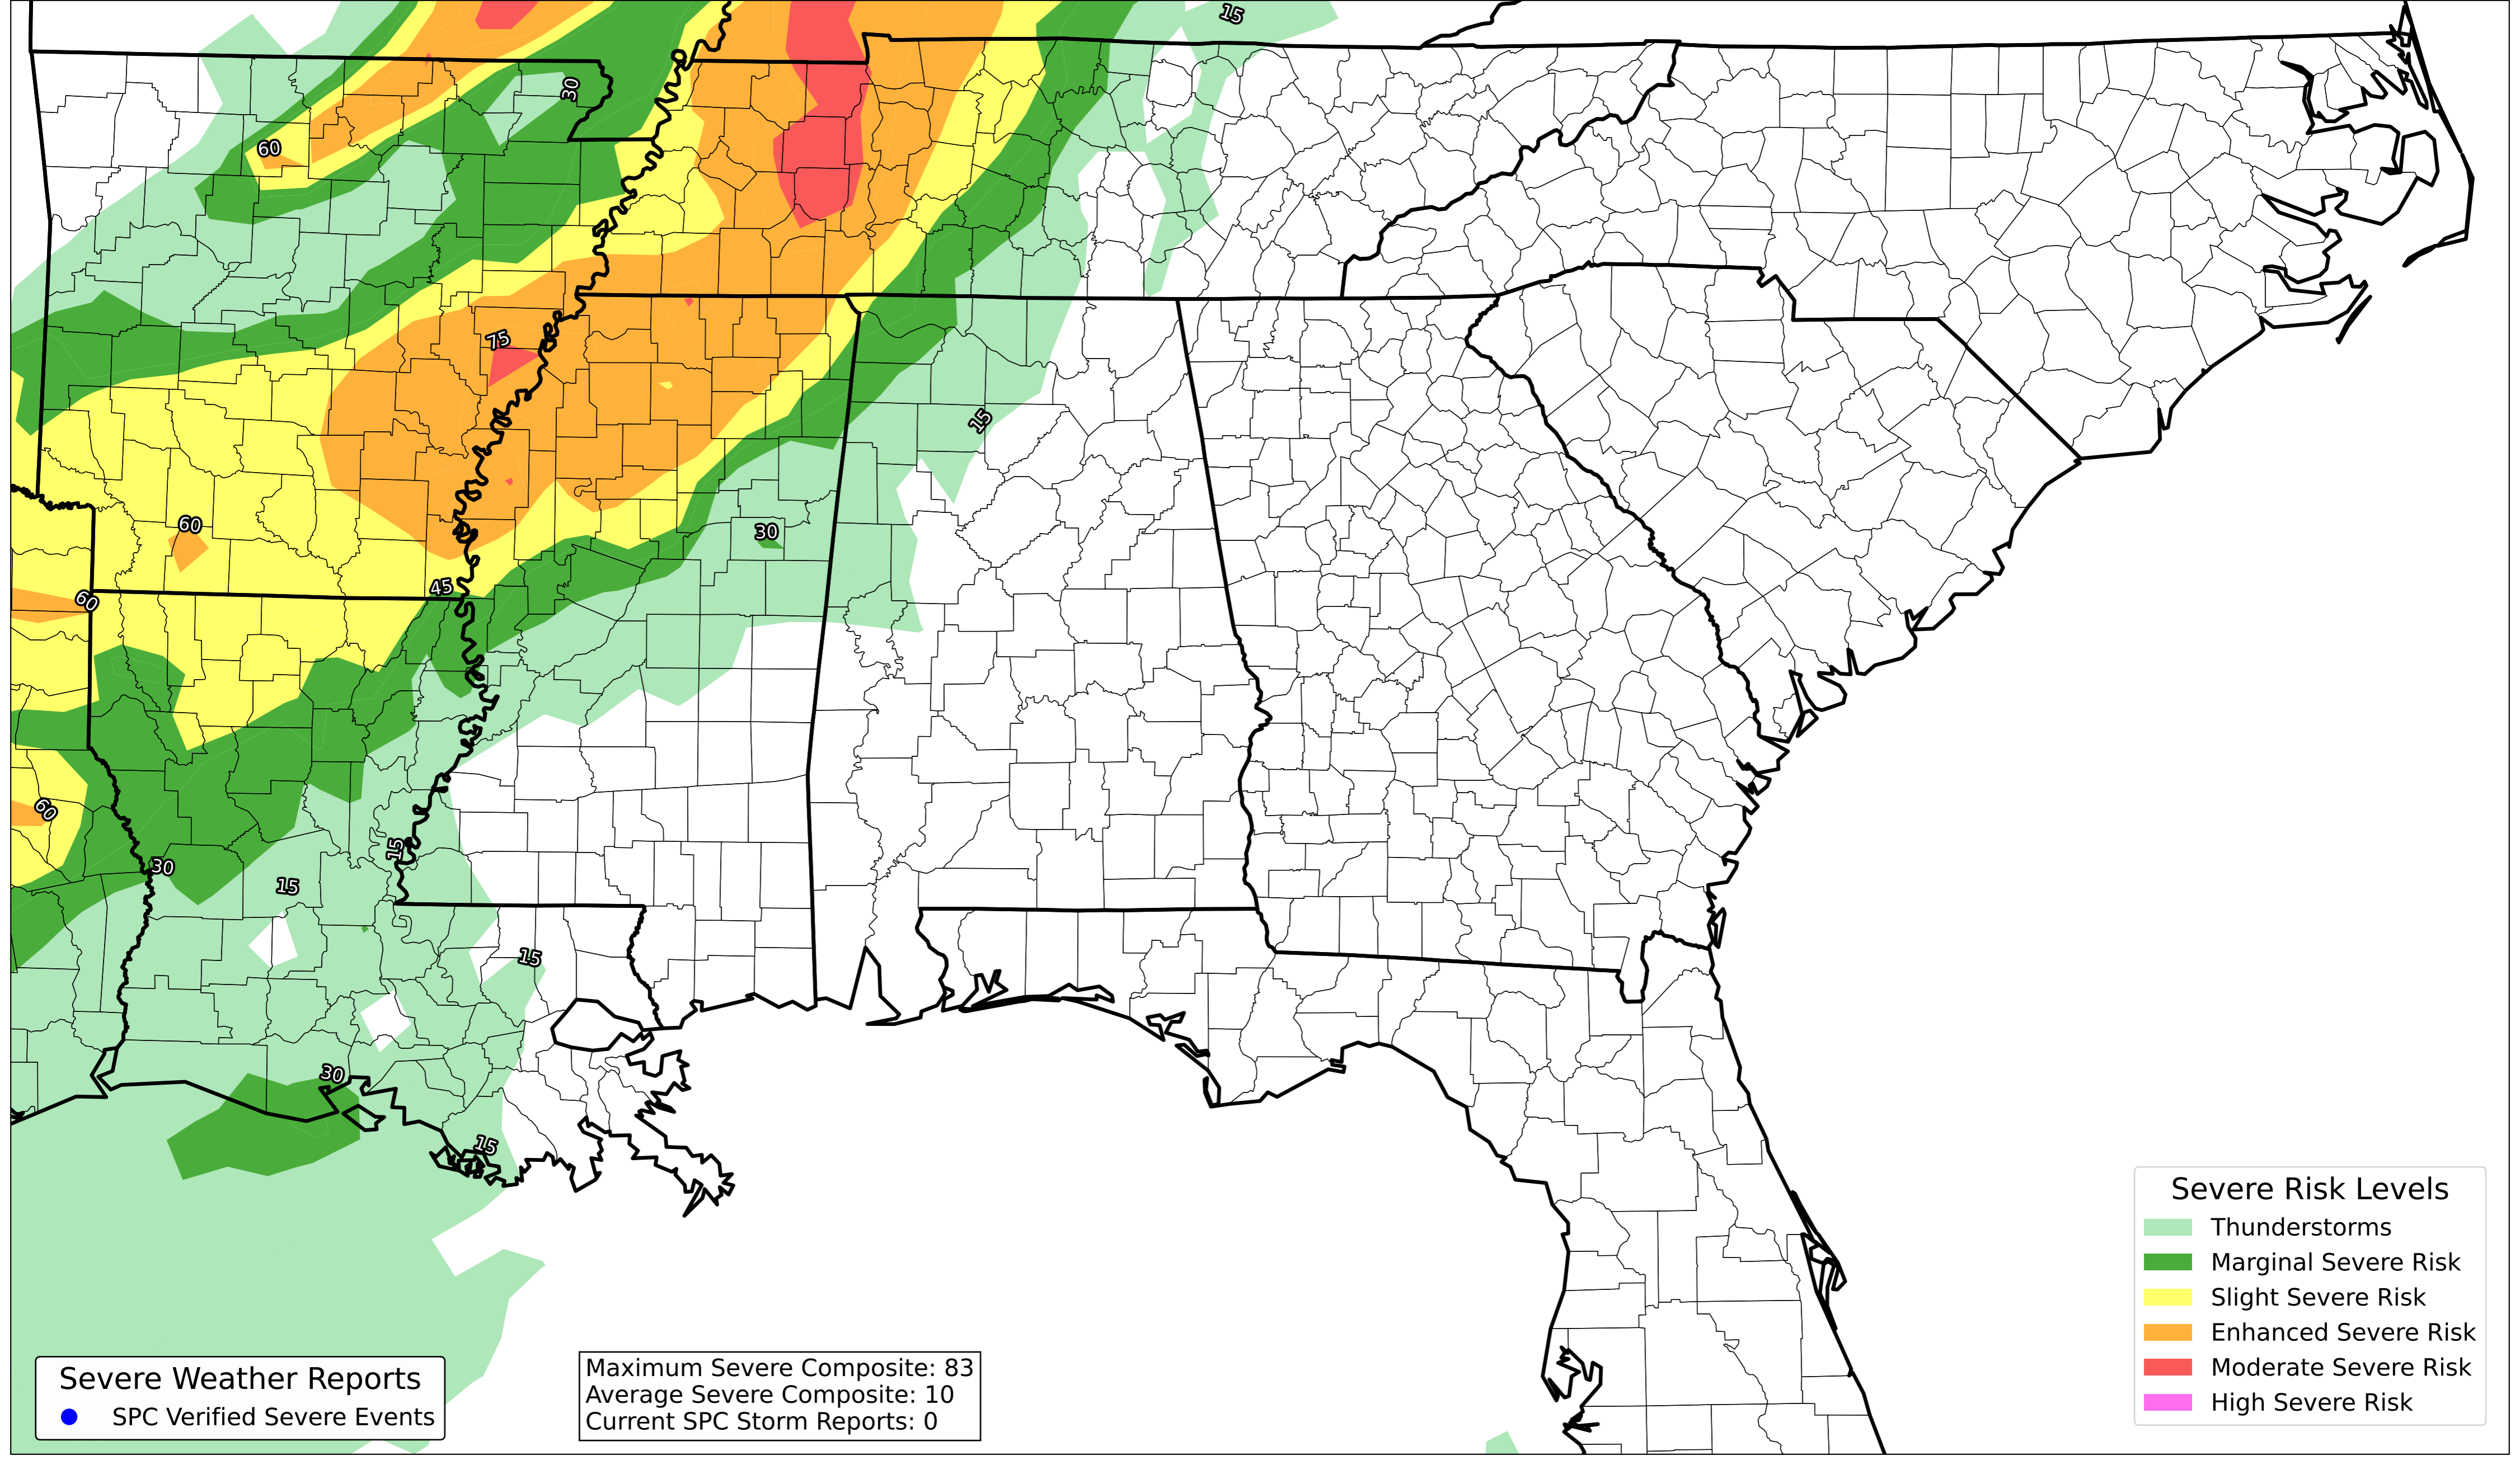 15
30
60
75
15
60
30
45
60
60
15
30
15
15
30
15
Severe Risk Levels
Thunderstorms
Marginal Severe Risk
Slight Severe Risk
Enhanced Severe Risk
Moderate Severe Risk
High Severe Risk
Severe Weather Reports
SPC Verified Severe Events
Maximum Severe Composite: 83
Average Severe Composite: 10
Current SPC Storm Reports: 0